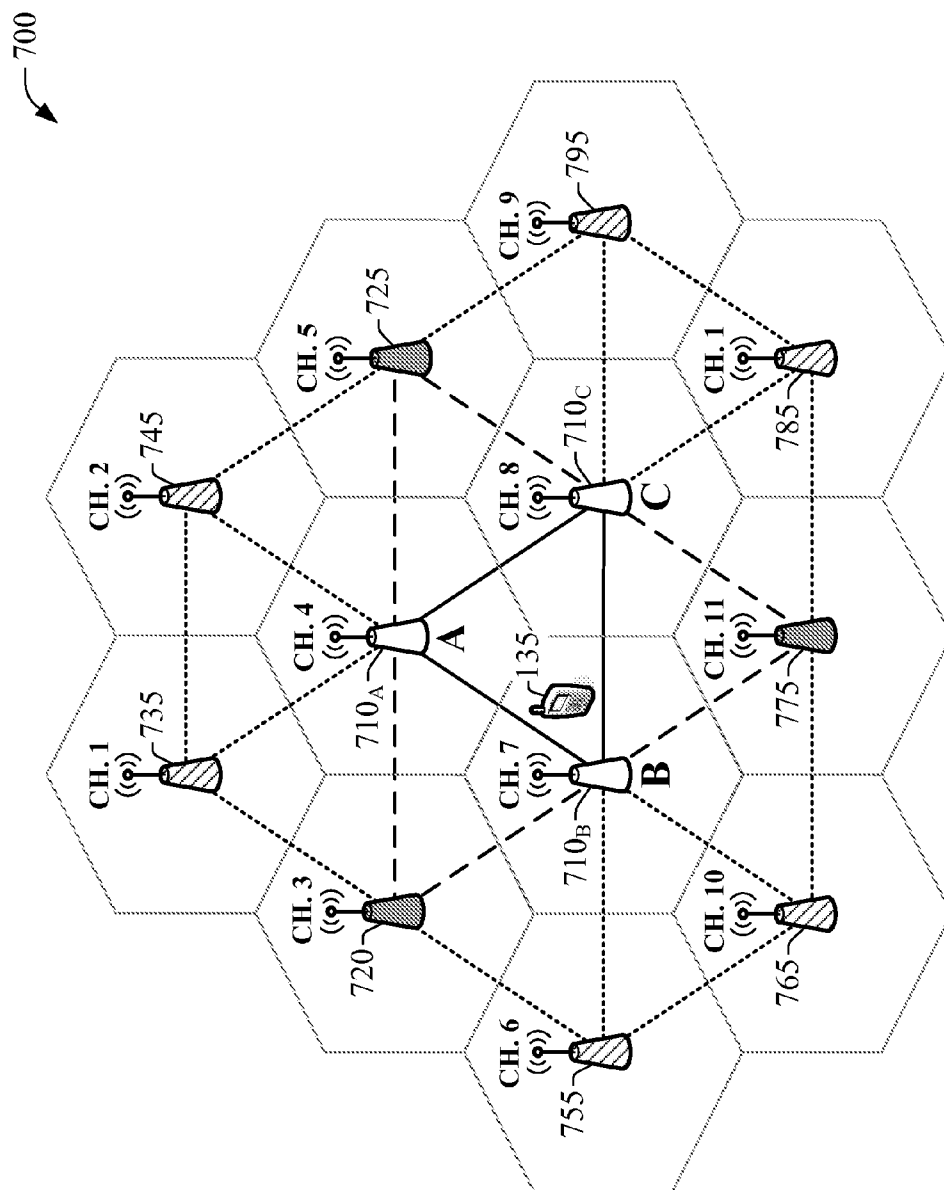 700
CH. 1
735
CH. 2
745
CH. 3
720
CH. 4
710A
A
CH. 5
725
135
CH. 6
755
CH. 7
710B
B
CH. 8
710C
C
CH. 9
795
CH. 10
765
CH. 11
775
CH. 1
785